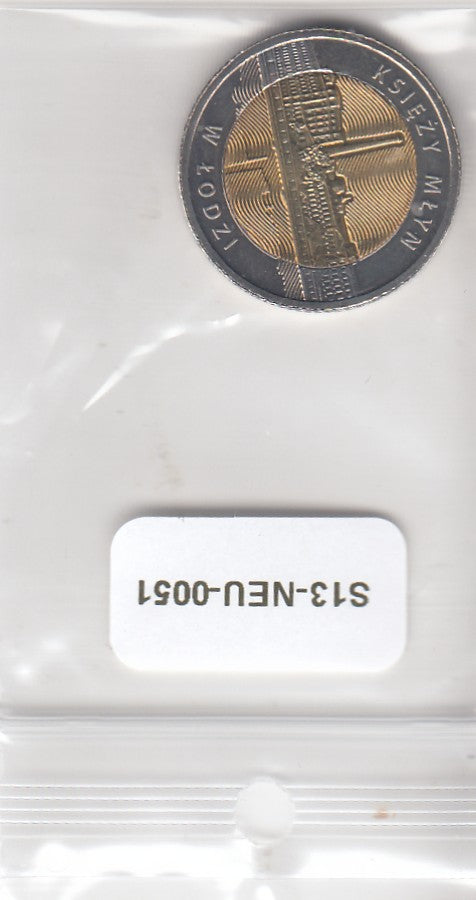 KSIĘŻY MŁYN
W ŁODZI
S13-NEU-0051